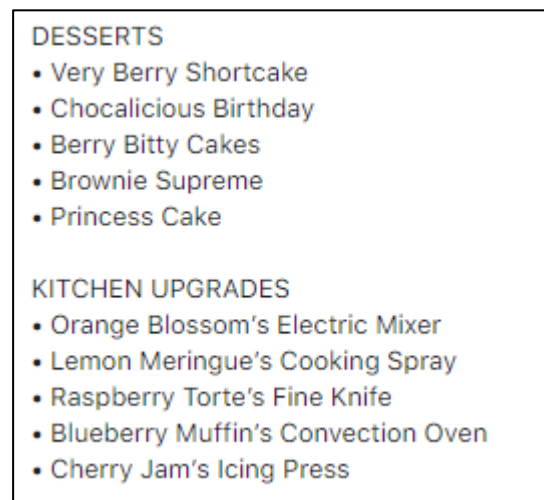 DESSERTS
• Very Berry Shortcake
• Chocalicious Birthday
• Berry Bitty Cakes
• Brownie Supreme
• Princess Cake
KITCHEN UPGRADES
• Orange Blossom’s Electric Mixer
• Lemon Meringue’s Cooking Spray
• Raspberry Torte’s Fine Knife
• Blueberry Muffin’s Convection Oven
• Cherry Jam’s Icing Press